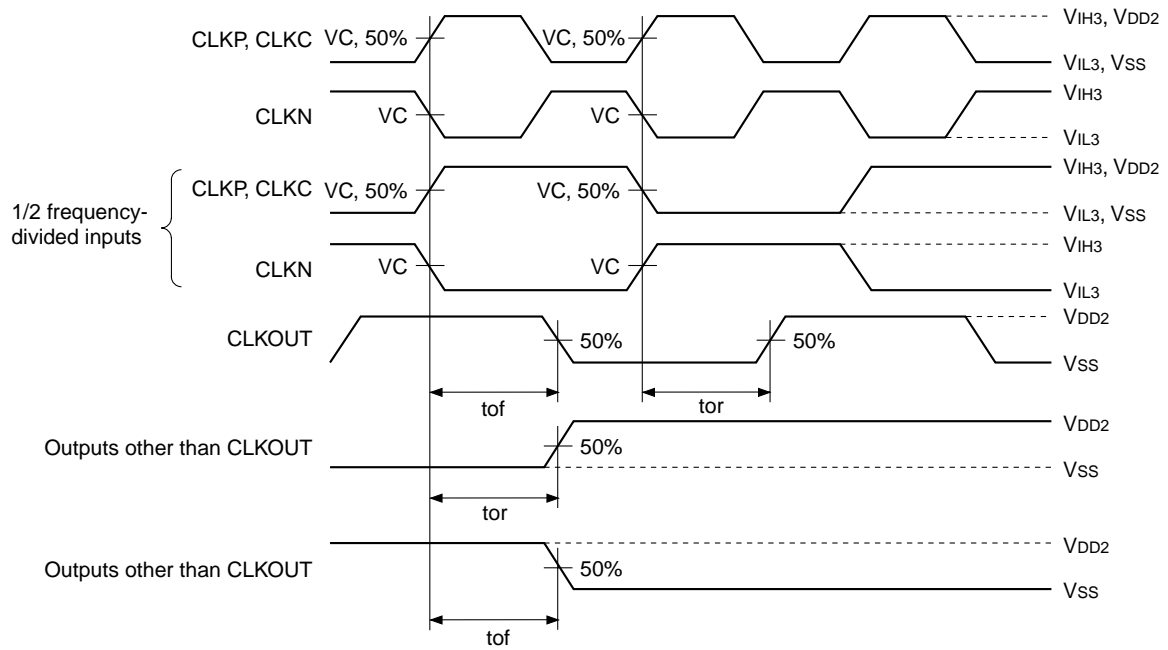 CLKP, CLKC VC, 50% VC, 50% VIH3, VDD2
VIL3, VSS
CLKN VC VC VIH3
VIL3
1/2 frequency-
divided inputs
CLKP, CLKC VC, 50% VC, 50% VIH3, VDD2
VIL3, VSS
CLKN VC VC VIH3
VIL3
CLKOUT 50% 50% VDD2
VSS
tof tor
Outputs other than CLKOUT 50% VDD2
VSS
tor
Outputs other than CLKOUT 50% VDD2
VSS
tof